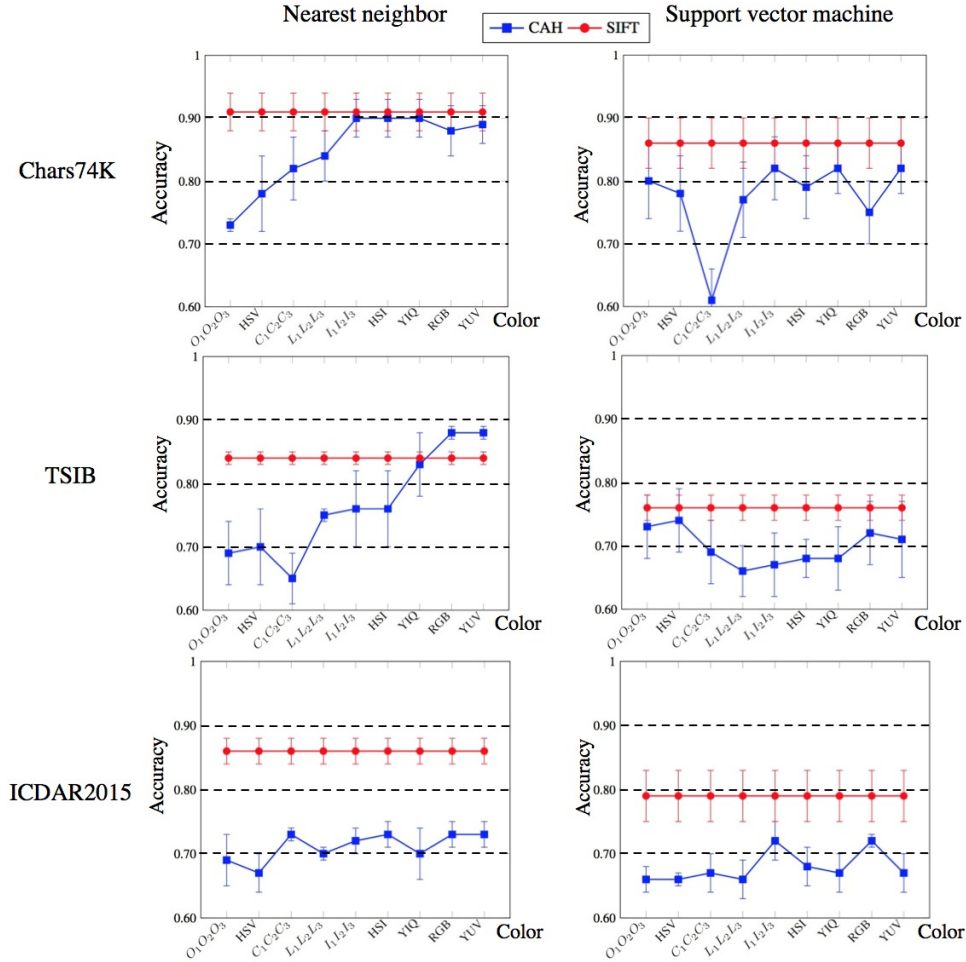 Nearest neighbor
Support vector machine
CAH SIFT
Chars74K
Accuracy
1
0.90
0.80
0.70
0.60
O₁O₂O₃ HSV C₁C₂C₃ L₁L₂L₃ I₁I₂I₃ HSI YIQ RGB YUV
Color
Accuracy
1
0.90
0.80
0.70
0.60
O₁O₂O₃ HSV C₁C₂C₃ L₁L₂L₃ I₁I₂I₃ HSI YIQ RGB YUV
Color
TSIB
Accuracy
1
0.90
0.80
0.70
0.60
O₁O₂O₃ HSV C₁C₂C₃ L₁L₂L₃ I₁I₂I₃ HSI YIQ RGB YUV
Color
Accuracy
1
0.90
0.80
0.70
0.60
O₁O₂O₃ HSV C₁C₂C₃ L₁L₂L₃ I₁I₂I₃ HSI YIQ RGB YUV
Color
ICDAR2015
Accuracy
1
0.90
0.80
0.70
0.60
O₁O₂O₃ HSV C₁C₂C₃ L₁L₂L₃ I₁I₂I₃ HSI YIQ RGB YUV
Color
Accuracy
1
0.90
0.80
0.70
0.60
O₁O₂O₃ HSV C₁C₂C₃ L₁L₂L₃ I₁I₂I₃ HSI YIQ RGB YUV
Color